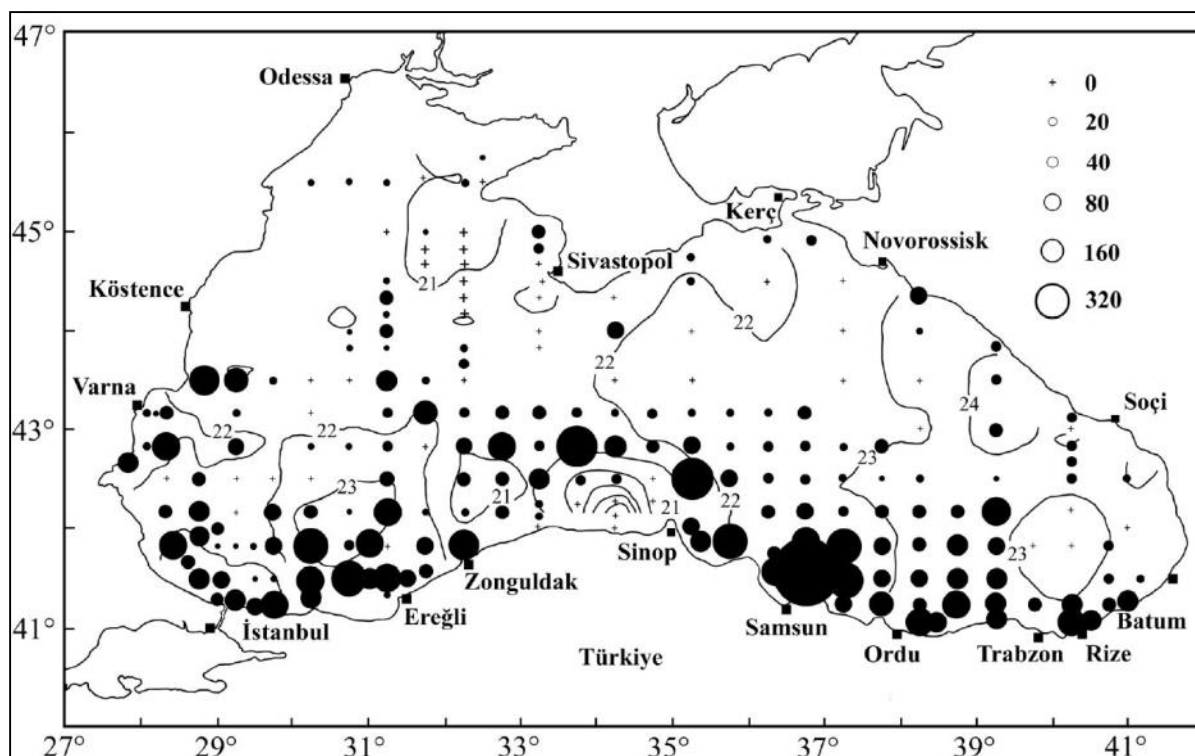 47°
Odessa
0
20
40
80
160
320
Kerç
45°
Novorossisk
Sivastopol
21
Köstence
22
22
Varna
24
Soçi
43°
22
22
23
23
21
22
21
23
Sinop
Zonguldak
Batum
Ereğli
Samsun
İstanbul
41°
Ordu
Trabzon
Rize
Türkiye
27°
29°
31°
33°
35°
37°
39°
41°